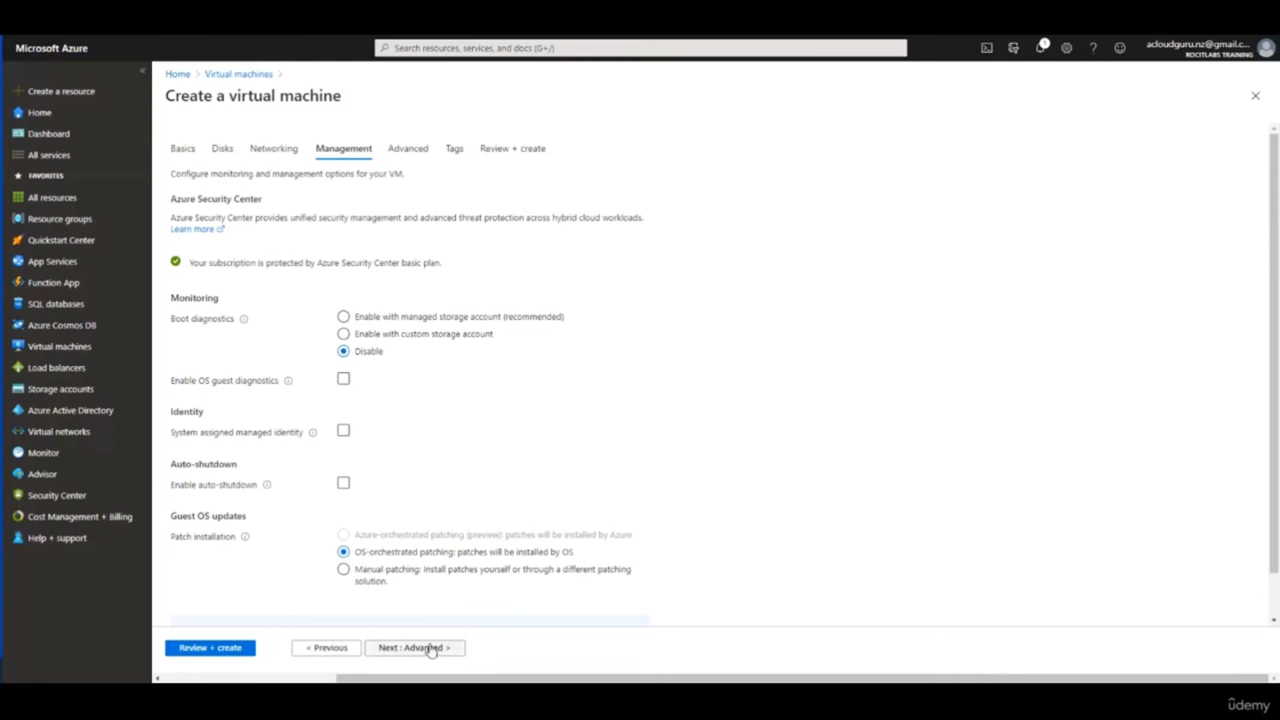 Microsoft Azure
Search resources, services, and docs (G+/)
1
acloudguru.nz@gmail.c...
ROCITLABS TRAINING
«
Create a resource
Home
Dashboard
All services
FAVORITES
All resources
Resource groups
Quickstart Center
App Services
Function App
SQL databases
Azure Cosmos DB
Virtual machines
Load balancers
Storage accounts
Azure Active Directory
Virtual networks
Monitor
Advisor
Security Center
Cost Management + Billing
Help + support
Home > Virtual machines >
Create a virtual machine
Basics Disks Networking Management Advanced Tags Review + create
Configure monitoring and management options for your VM.
Azure Security Center
Azure Security Center provides unified security management and advanced threat protection across hybrid cloud workloads.
Learn more
Your subscription is protected by Azure Security Center basic plan.
Monitoring
Boot diagnostics
Enable with managed storage account (recommended)
Enable with custom storage account
Disable
Enable OS guest diagnostics
Identity
System assigned managed identity
Auto-shutdown
Enable auto-shutdown
Guest OS updates
Patch installation
Azure-orchestrated patching (preview): patches will be installed by Azure
OS-orchestrated patching: patches will be installed by OS
Manual patching: Install patches yourself or through a different patching
solution.
Review + create
< Previous
Next : Advanced >
ûdemy